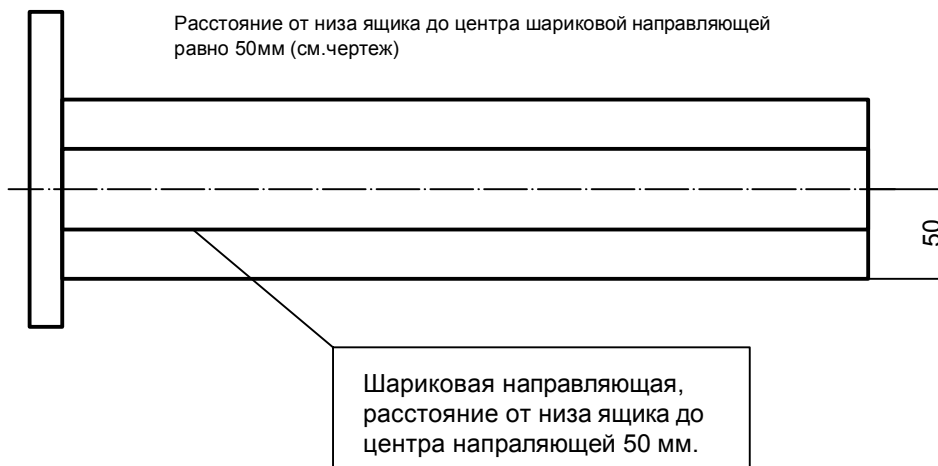 Расстояние от низа ящика до центра шариковой направляющей
равно 50мм (см.чертеж)
50
Шариковая направляющая,
расстояние от низа ящика до
центра напраляющей 50 мм.